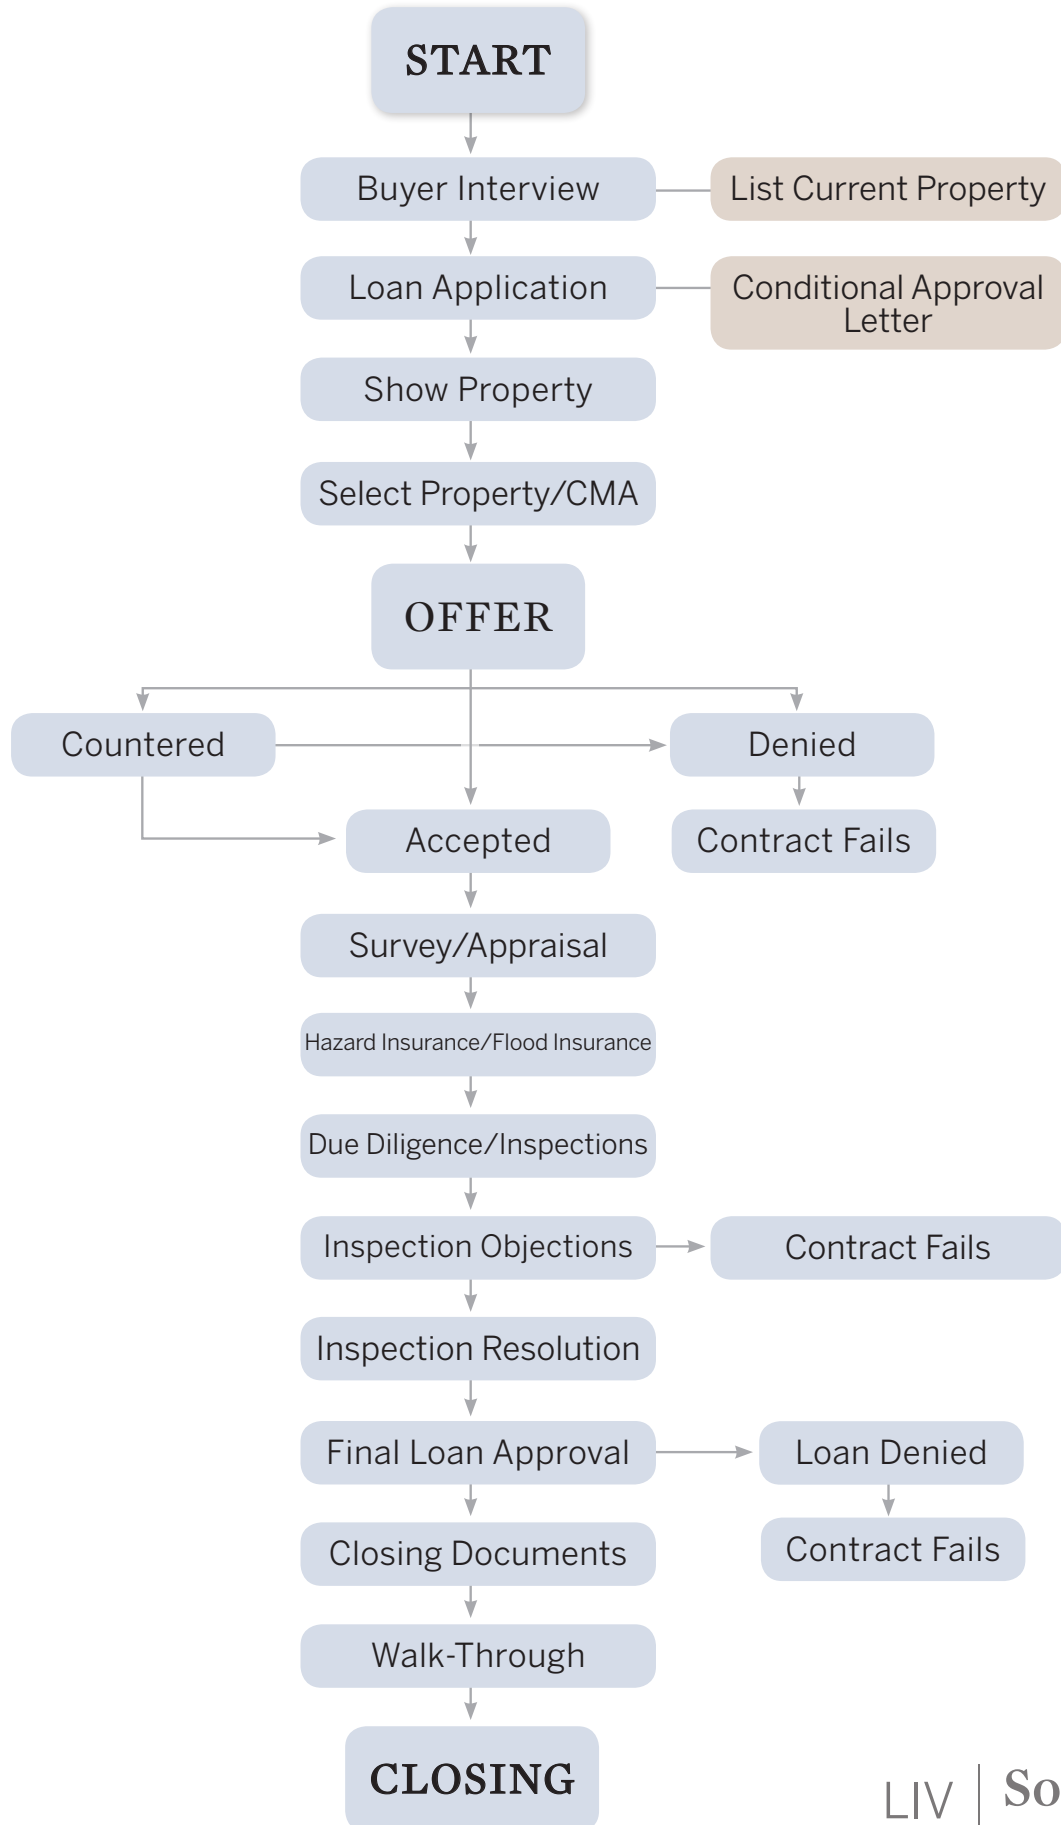 START
Buyer Interview
List Current Property
Loan Application
Conditional Approval
Letter
Show Property
Select Property/CMA
OFFER
Countered
Denied
Accepted
Contract Fails
Survey/Appraisal
Hazard Insurance/Flood Insurance
Due Diligence/Inspections
Inspection Objections
Contract Fails
Inspection Resolution
Final Loan Approval
Loan Denied
Closing Documents
Contract Fails
Walk-Through
CLOSING
LIV